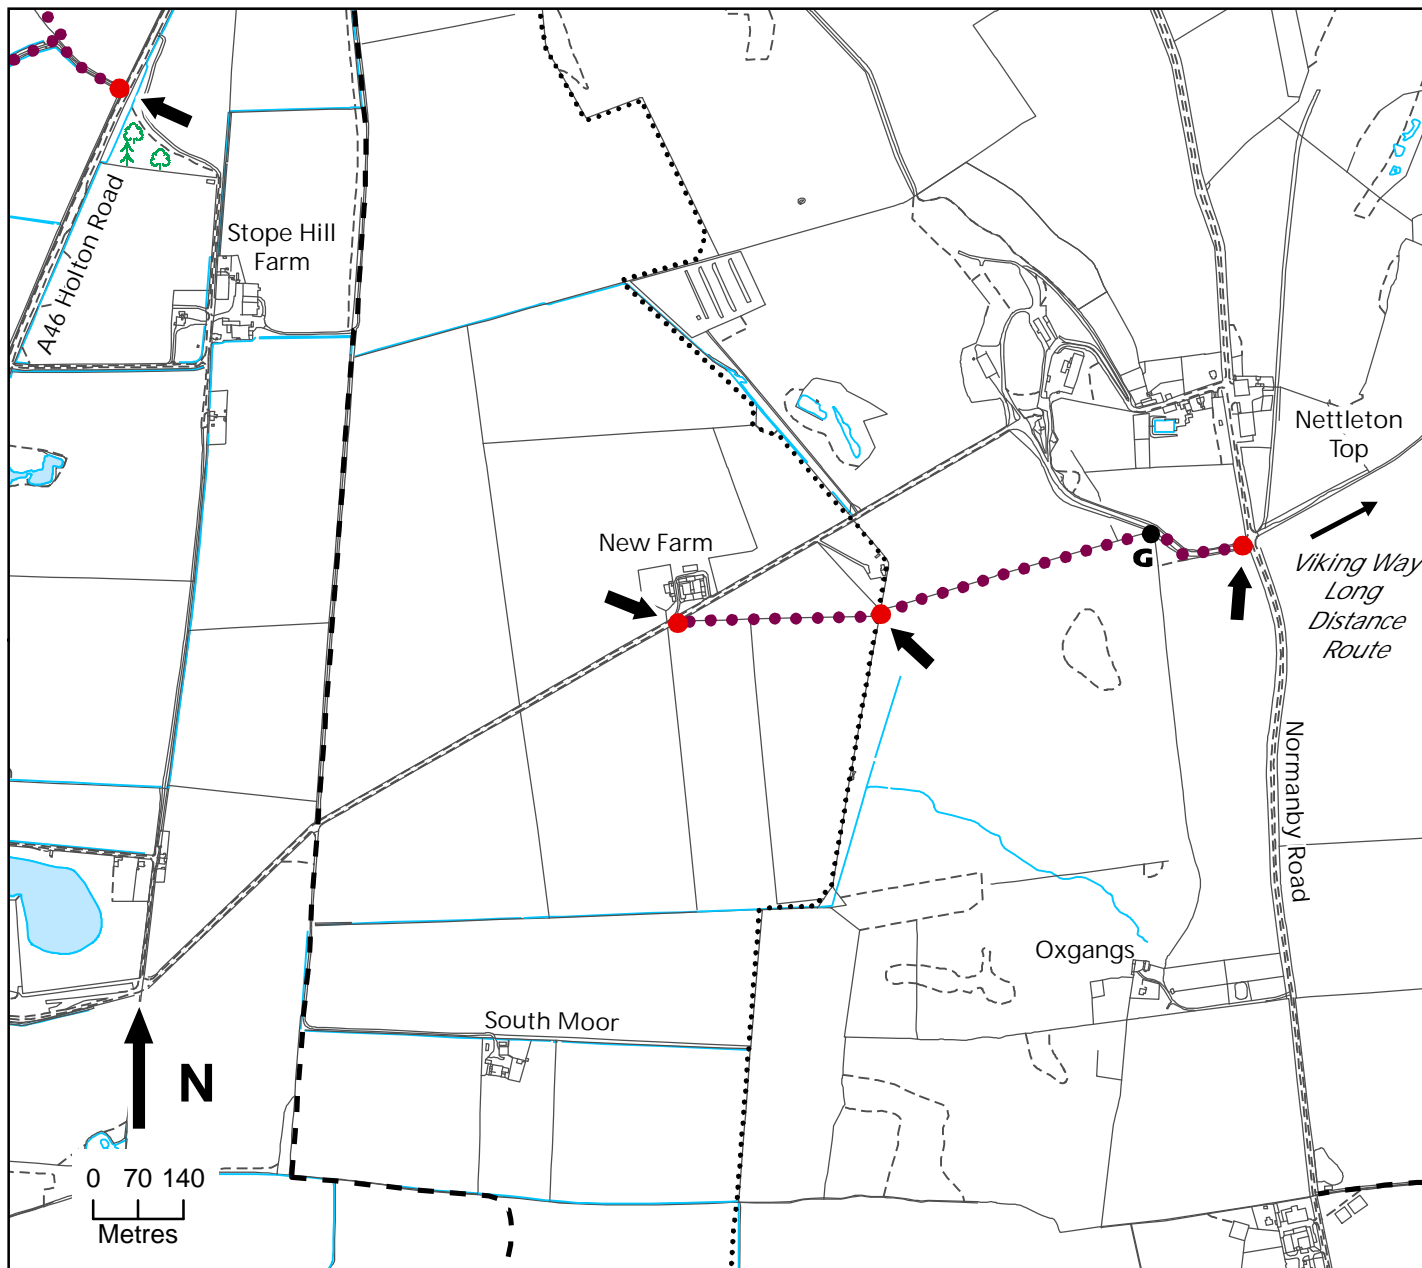 A46 Holton Road
Stope Hill
Farm
Nettleton
Top
New Farm
G
Viking Way
Long
Distance
Route
Normanby Road
Oxgangs
South Moor
N
0 70 140
Metres